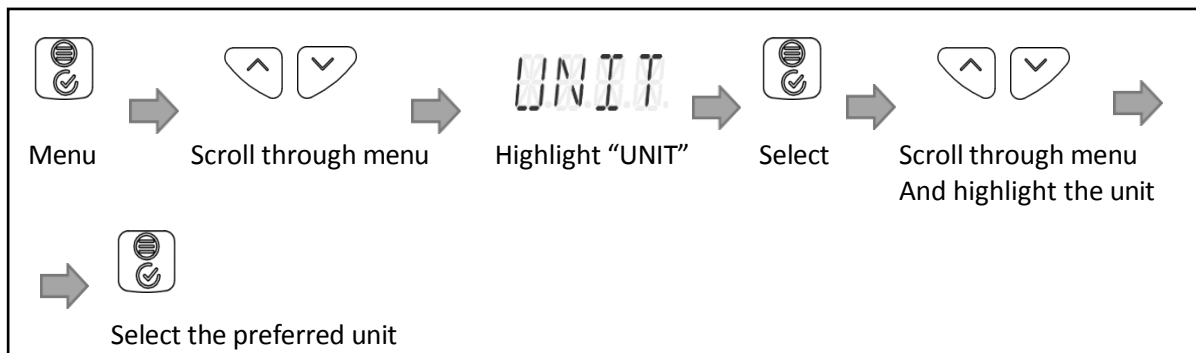 UNIT
Menu
Scroll through menu
Highlight “UNIT”
Select
Scroll through menu
And highlight the unit
Select the preferred unit